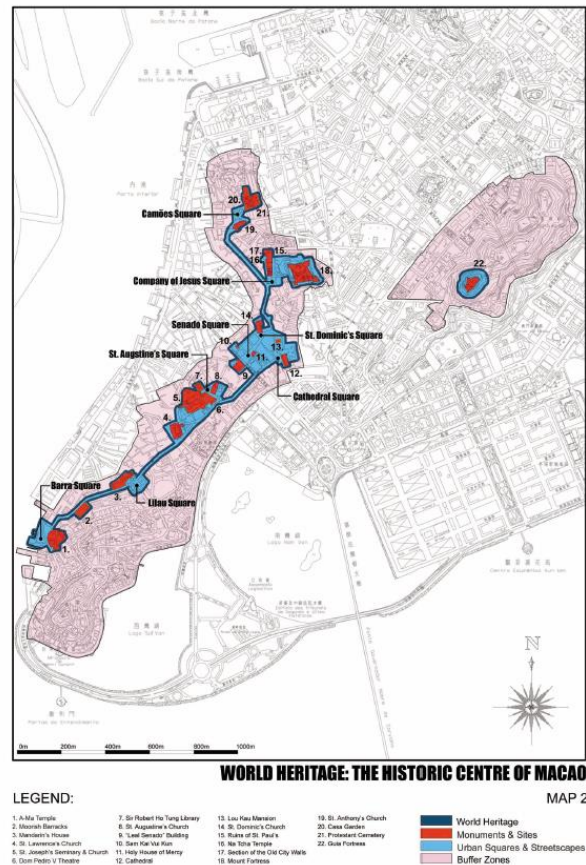 20.
Camões Square
21.
19.
17.
15.
16.
18.
22.
Company of Jesus Square
14.
Senado Square
St. Dominic's Square
10.
13.
11.
St. Augstine's Square
12.
9.
7.
8.
Cathedral Square
5.
6.
4.
Barra Square
3.
Lilau Square
2.
1.
N
0m 200m 400m 600m 800m 1000m
WORLD HERITAGE: THE HISTORIC CENTRE OF MACAO
LEGEND:
MAP 2
1. A-Ma Temple
2. Moorish Barracks
3. Mandarin's House
4. St. Lawrence's Church
5. St. Joseph's Seminary & Church
6. Dom Pedro V Theatre
7. Sir Robert Ho Tung Library
8. St. Augustine's Church
9. "Leal Senado" Building
10. Sam Kai Vui Kun
11. Holy House of Mercy
12. Cathedral
13. Lou Kau Mansion
14. St. Dominic's Church
15. Ruins of St. Paul's
16. Na Tcha Temple
17. Section of the Old City Walls
18. Mount Fortress
19. St. Anthony's Church
20. Casa Garden
21. Protestant Cemetery
22. Guia Fortress
World Heritage
Monuments & Sites
Urban Squares & Streetscapes
Buffer Zones